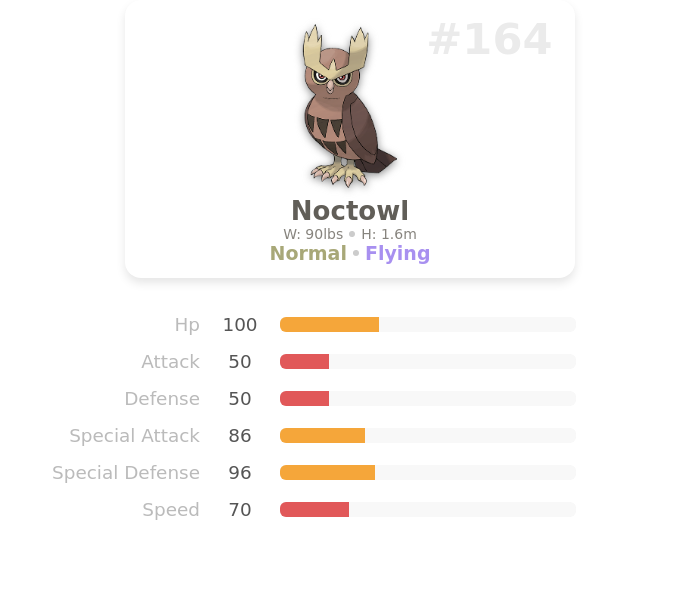 #164
Noctowl
W: 90lbs • H: 1.6m
Normal • Flying
Hp 100
Attack 50
Defense 50
Special Attack 86
Special Defense 96
Speed 70